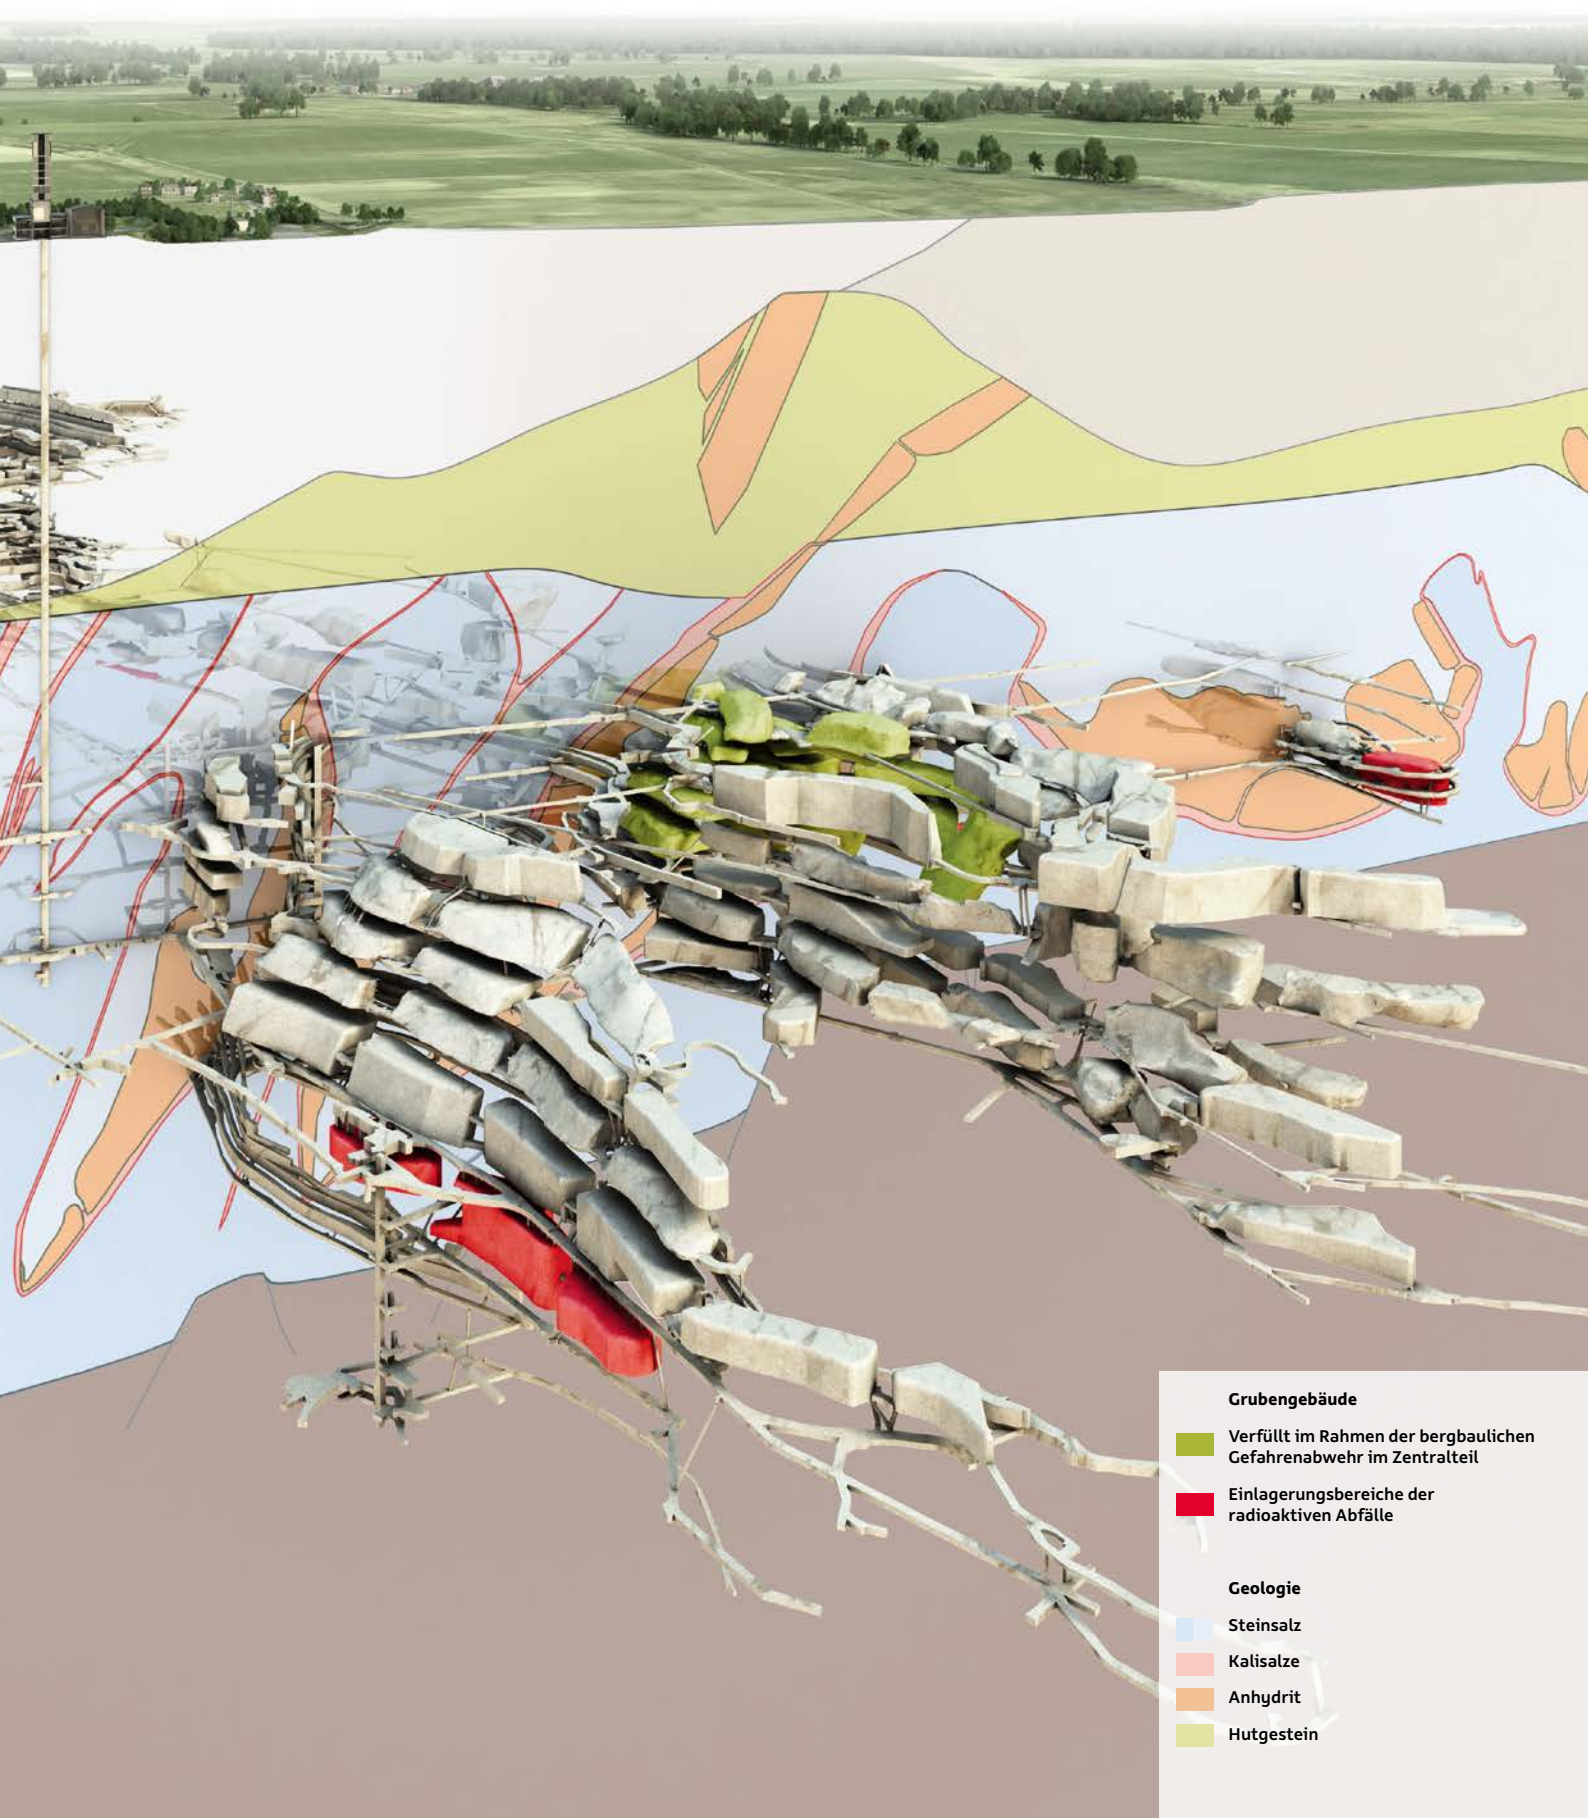 Grubengebäude
Verfüllt im Rahmen der bergbaulichen
Gefahrenabwehr im Zentralteil
Einlagerungsbereiche der
radioaktiven Abfälle
Geologie
Steinsalz
Kalisalze
Anhydrit
Hutgestein